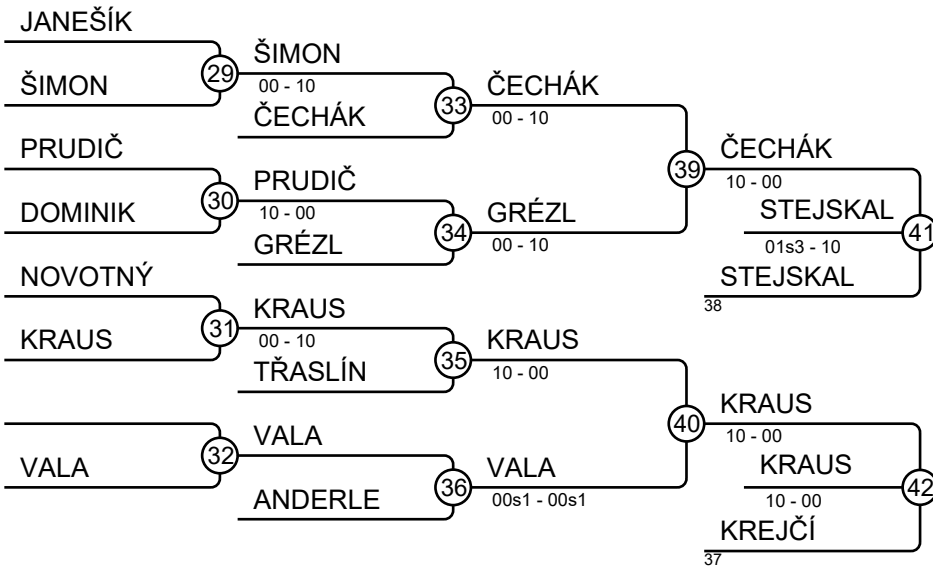 JANEŠÍK
29
ŠIMON
ŠIMON
00 - 10
33
ČECHÁK
ČECHÁK
00 - 10
PRUDIČ
30
DOMINIK
PRUDIČ
10 - 00
34
GRÉZL
GRÉZL
00 - 10
39
ČECHÁK
10 - 00
STEJSKAL
01s3 - 10
41
STEJSKAL
38
NOVOTNÝ
31
KRAUS
KRAUS
00 - 10
35
TŘASLÍN
KRAUS
10 - 00
32
VALA
VALA
36
ANDERLE
VALA
00s1 - 00s1
40
KRAUS
10 - 00
KRAUS
10 - 00
42
KREJČÍ
37